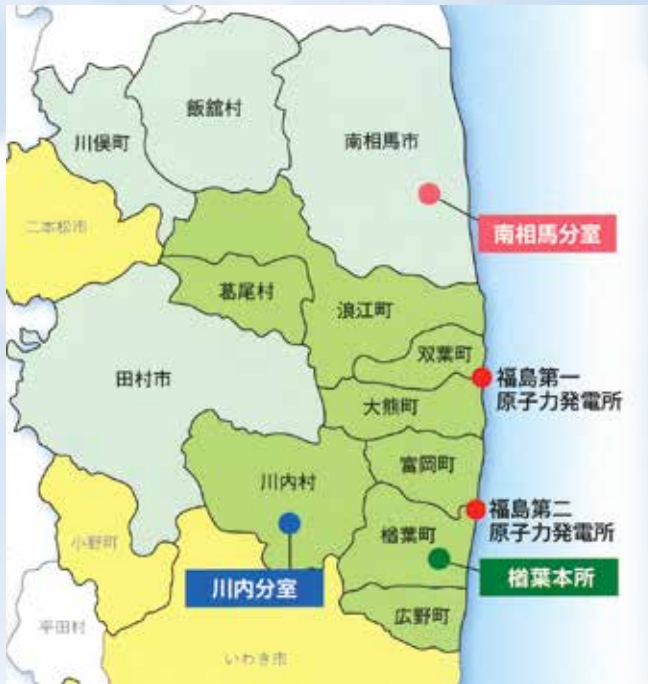 飯舘村
川俣町
南相馬市
二本松市
南相馬分室
葛尾村
浪江町
双葉町
田村市
福島第一
原子力発電所
大熊町
富岡町
川内村
福島第二
原子力発電所
小野町
楢葉町
楢葉本所
川内分室
広野町
平田村
いわき市